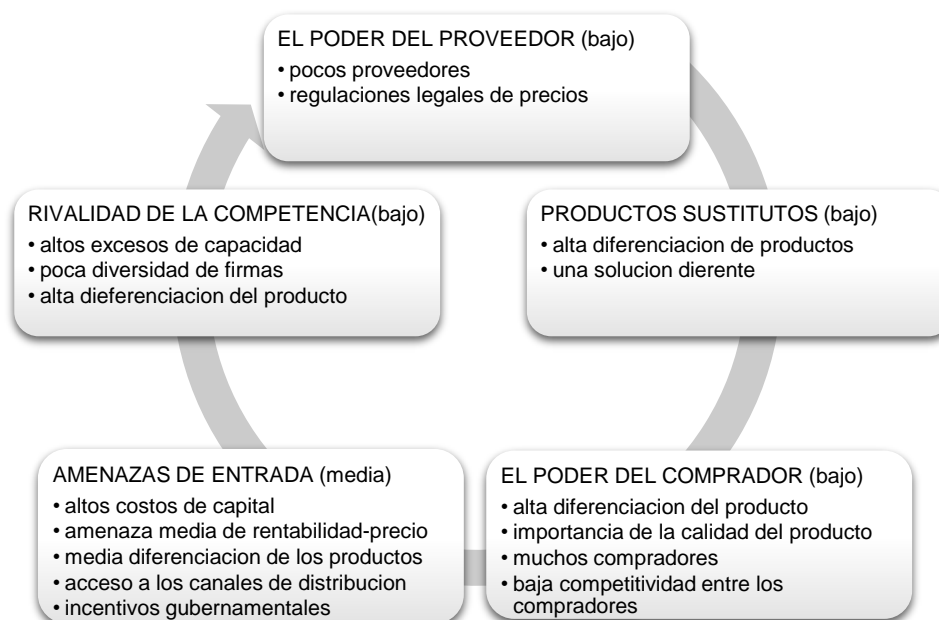 EL PODER DEL PROVEEDOR (bajo)
• pocos proveedores
• regulaciones legales de precios
RIVALIDAD DE LA COMPETENCIA(bajo)
• altos excesos de capacidad
• poca diversidad de firmas
• alta dieferenciacion del producto
PRODUCTOS SUSTITUTOS (bajo)
• alta diferenciacion de productos
• una solucion dierente
AMENAZAS DE ENTRADA (media)
• altos costos de capital
• amenaza media de rentabilidad-precio
• media diferenciacion de los productos
• acceso a los canales de distribucion
• incentivos gubernamentales
EL PODER DEL COMPRADOR (bajo)
• alta diferenciacion del producto
• importancia de la calidad del producto
• muchos compradores
• baja competitividad entre los
compradores